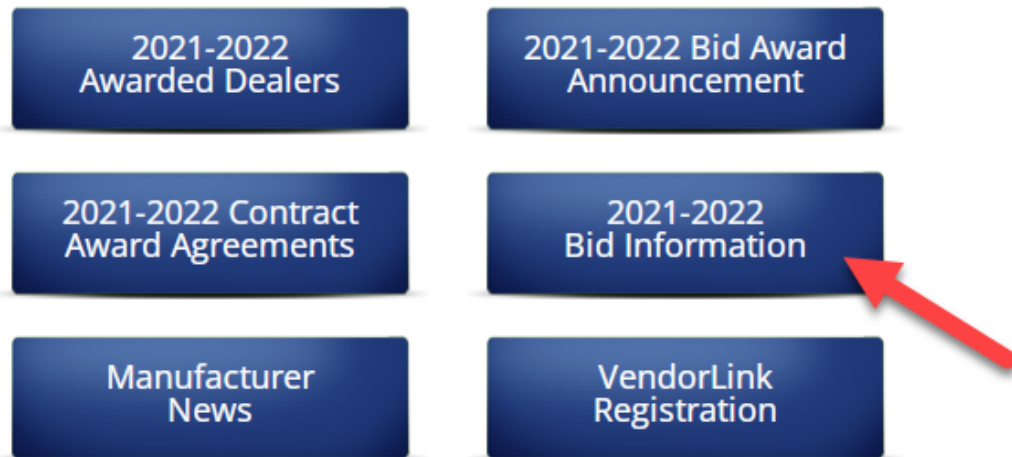 2021-2022
Awarded Dealers
2021-2022 Bid Award
Announcement
2021-2022 Contract
Award Agreements
2021-2022
Bid Information
Manufacturer
News
VendorLink
Registration